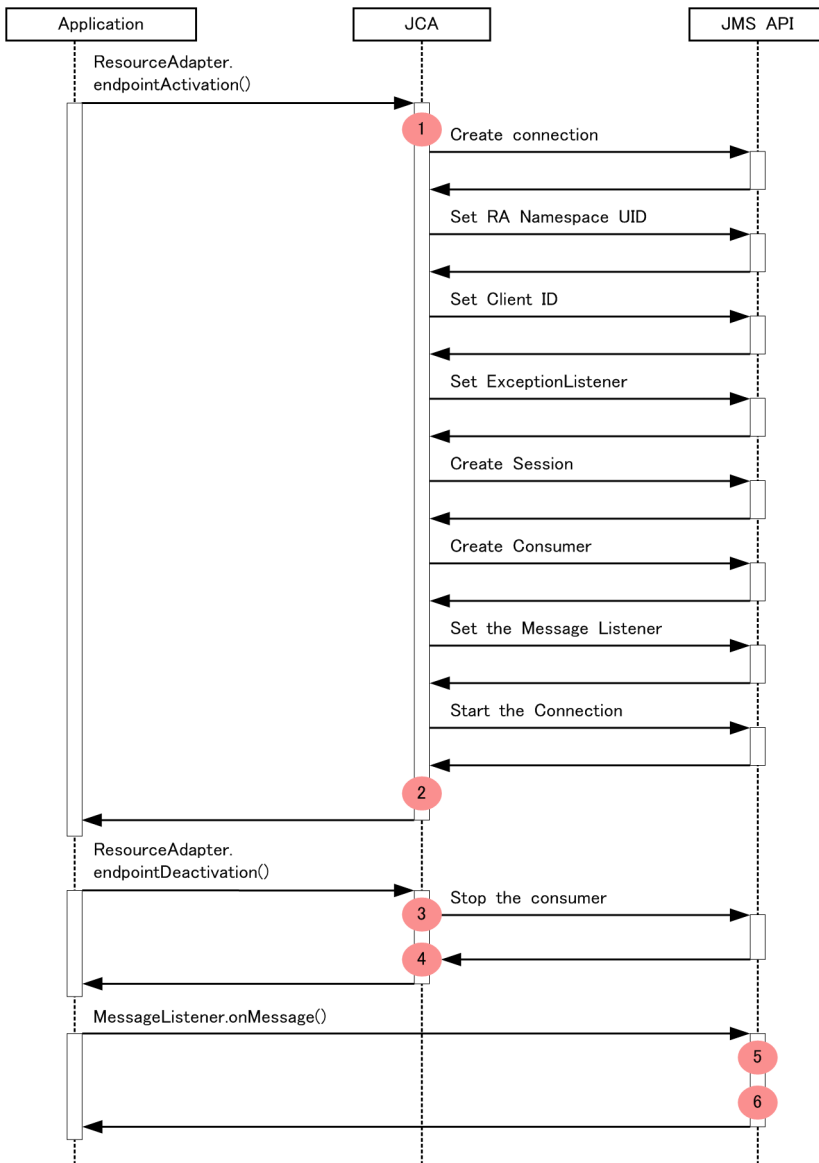 Application
JCA
JMS API
ResourceAdapter.
endpointActivation()
1
Create connection
Set RA Namespace UID
Set Client ID
Set ExceptionListener
Create Session
Create Consumer
Set the Message Listener
Start the Connection
2
ResourceAdapter.
endpointDeactivation()
3
Stop the consumer
4
MessageListener.onMessage()
5
6